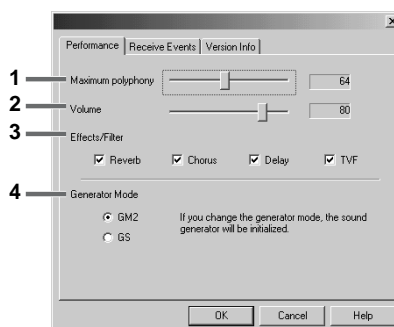 Performance Receive Events Version Info
1 Maximum polyphony 64
2 Volume 80
3 Effects/Filter
Reverb Chorus Delay TVF
4 Generator Mode
GM2 If you change the generator mode, the sound
GS generator will be initialized.
OK Cancel Help